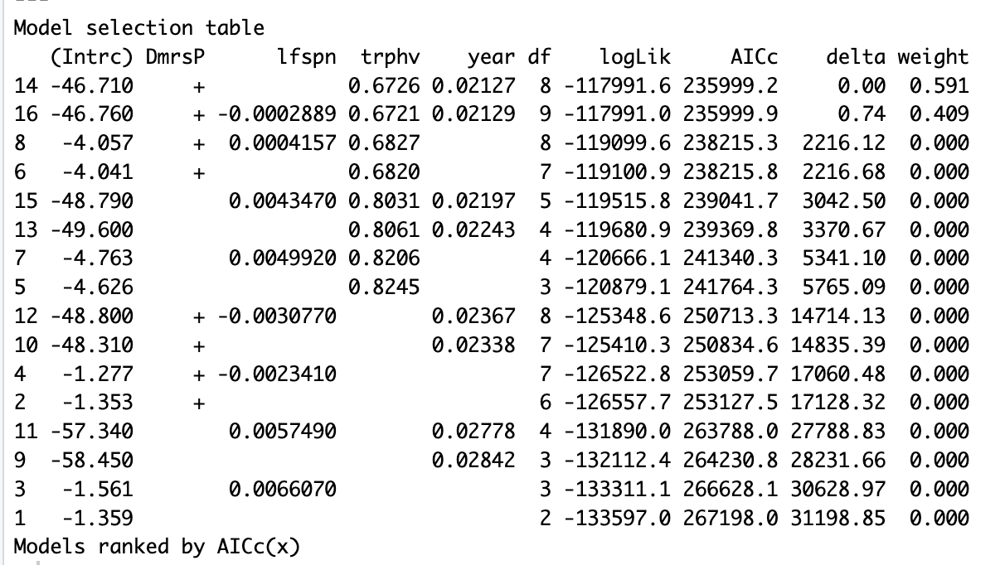 Model selection table
   (Intrc) DmrsP      lfspn  trphv    year df    logLik     AICc    delta weight
14 -46.710     +            0.6726 0.02127  8 -117991.6 235999.2     0.00  0.591
16 -46.760     + -0.0002889 0.6721 0.02129  9 -117991.0 235999.9     0.74  0.409
8   -4.057     +  0.0004157 0.6827          8 -119099.6 238215.3  2216.12  0.000
6   -4.041     +            0.6820          7 -119100.9 238215.8  2216.68  0.000
15 -48.790        0.0043470 0.8031 0.02197  5 -119515.8 239041.7  3042.50  0.000
13 -49.600                  0.8061 0.02243  4 -119680.9 239369.8  3370.67  0.000
7   -4.763        0.0049920 0.8206          4 -120666.1 241340.3  5341.10  0.000
5   -4.626                  0.8245          3 -120879.1 241764.3  5765.09  0.000
12 -48.800     + -0.0030770        0.02367  8 -125348.6 250713.3 14714.13  0.000
10 -48.310     +                   0.02338  7 -125410.3 250834.6 14835.39  0.000
4   -1.277     + -0.0023410                 7 -126522.8 253059.7 17060.48  0.000
2   -1.353     +                            6 -126557.7 253127.5 17128.32  0.000
11 -57.340        0.0057490        0.02778  4 -131890.0 263788.0 27788.83  0.000
9  -58.450                         0.02842  3 -132112.4 264230.8 28231.66  0.000
3   -1.561        0.0066070                 3 -133311.1 266628.1 30628.97  0.000
1   -1.359                                  2 -133597.0 267198.0 31198.85  0.000
Models ranked by AICc(x)